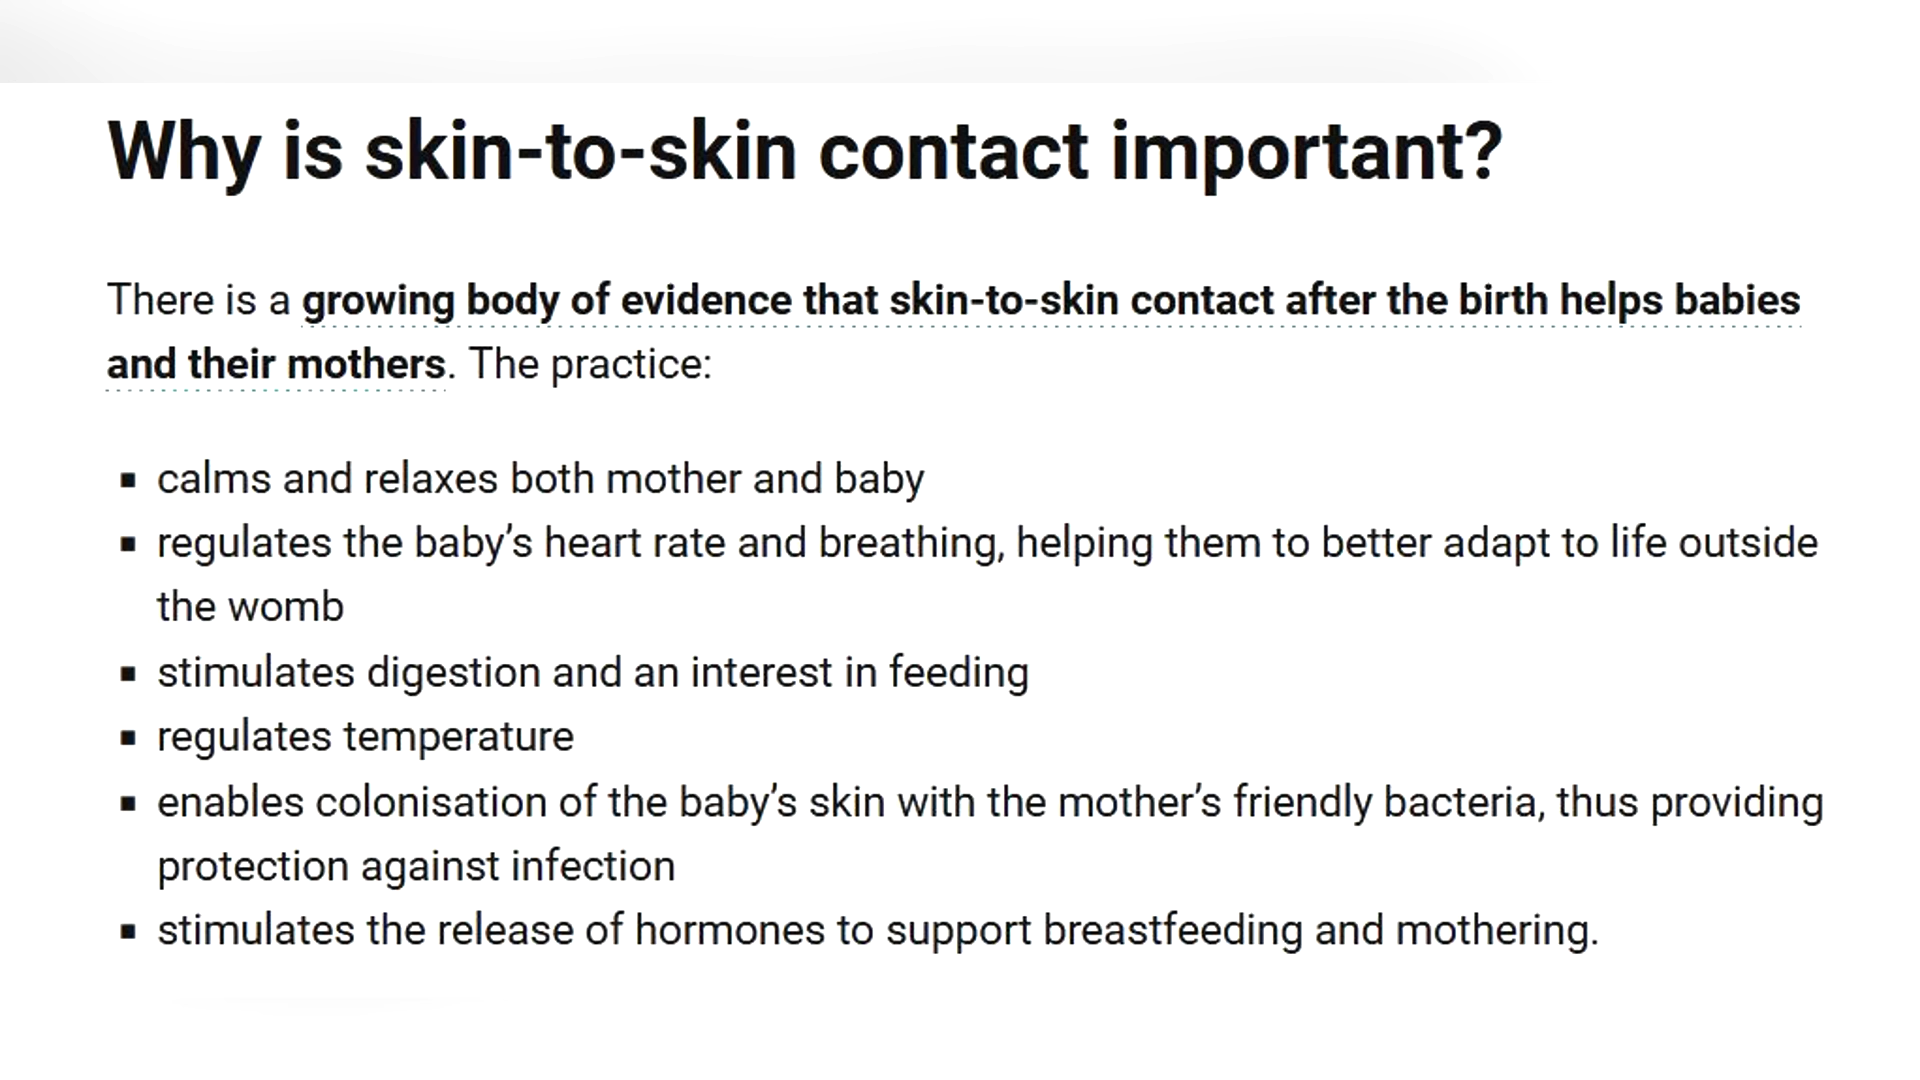 Why is skin-to-skin contact important?
There is a growing body of evidence that skin-to-skin contact after the birth helps babies
and their mothers. The practice:
▪ calms and relaxes both mother and baby
▪ regulates the baby’s heart rate and breathing, helping them to better adapt to life outside
the womb
▪ stimulates digestion and an interest in feeding
▪ regulates temperature
▪ enables colonisation of the baby’s skin with the mother’s friendly bacteria, thus providing
protection against infection
▪ stimulates the release of hormones to support breastfeeding and mothering.